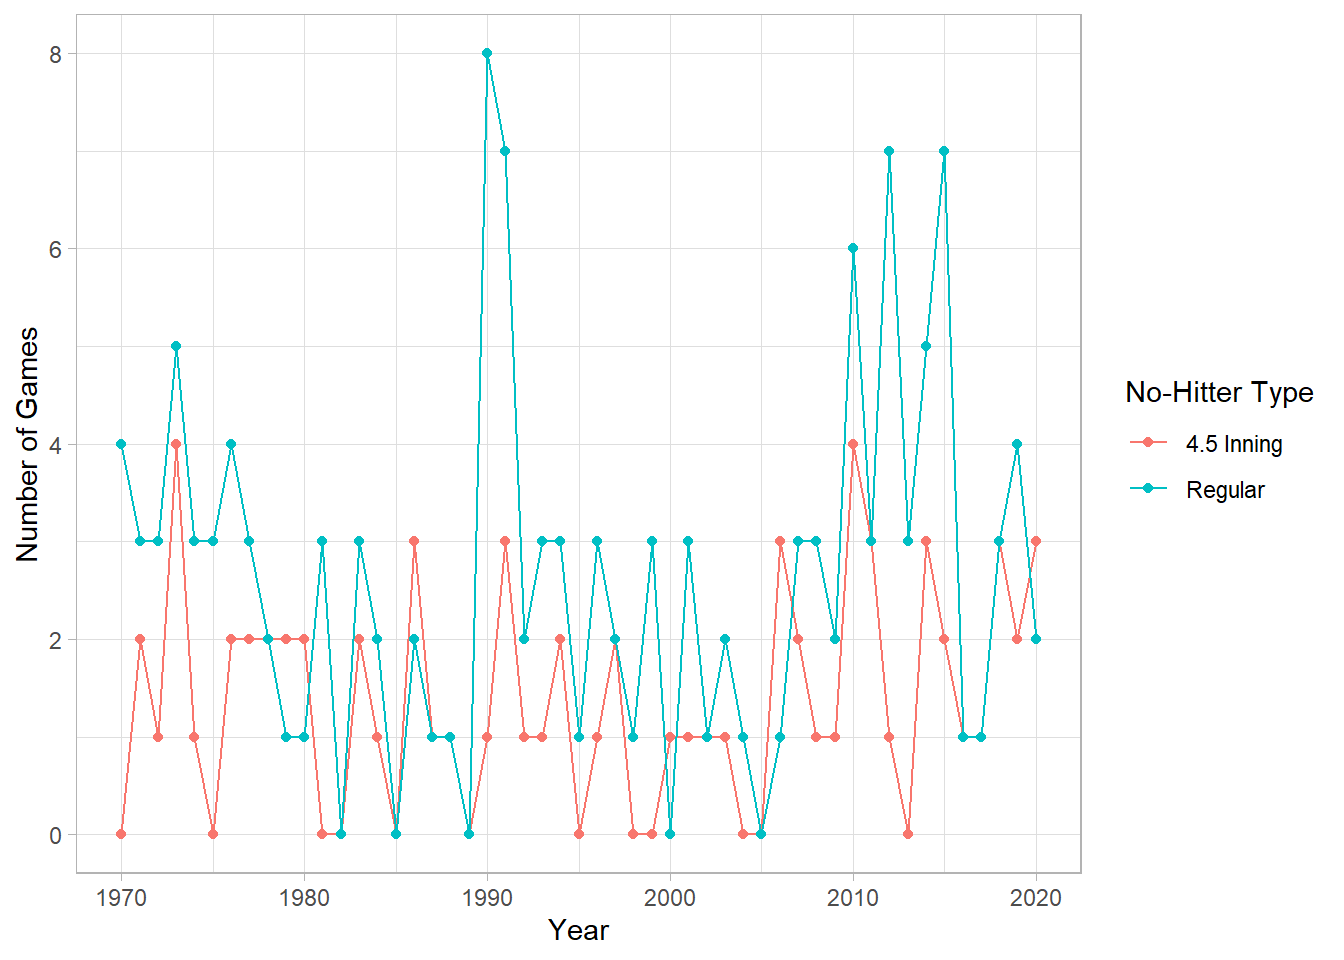 8
6
4
2
0
Number of Games
1970
1980
1990
2000
2010
2020
Year
No-Hitter Type
4.5 Inning
Regular